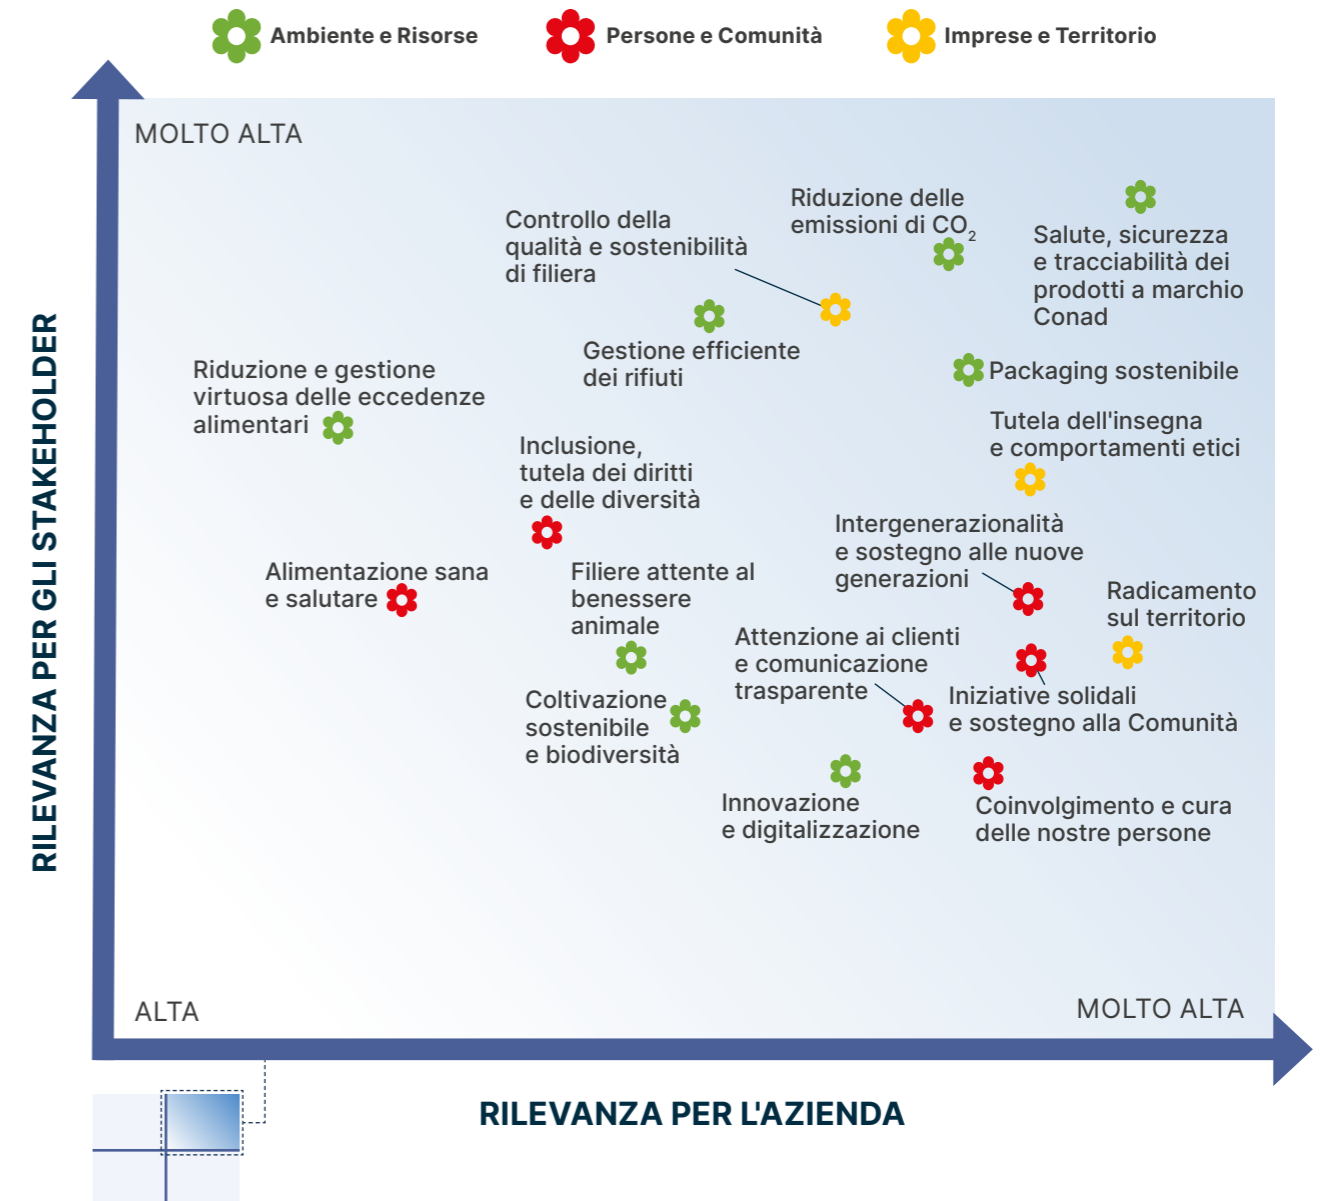 Ambiente e Risorse
Persone e Comunità
Imprese e Territorio
MOLTO ALTA
Riduzione delle
emissioni di CO₂
Controllo della
qualità e sostenibilità
di filiera
Salute, sicurezza
e tracciabilità dei
prodotti a marchio
Conad
Gestione efficiente
dei rifiuti
Riduzione e gestione
virtuosa delle eccedenze
alimentari
Packaging sostenibile
Tutela dell'insegna
e comportamenti etici
Inclusione,
tutela dei diritti
e delle diversità
Intergenerazionalità
e sostegno alle nuove
generazioni
Alimentazione sana
e salutare
Filiere attente al
benessere
animale
Radicamento
sul territorio
Attenzione ai clienti
e comunicazione
trasparente
Iniziative solidali
e sostegno alla Comunità
Coltivazione
sostenibile
e biodiversità
Innovazione
e digitalizzazione
Coinvolgimento e cura
delle nostre persone
ALTA
MOLTO ALTA
RILEVANZA PER GLI STAKEHOLDER
RILEVANZA PER L'AZIENDA